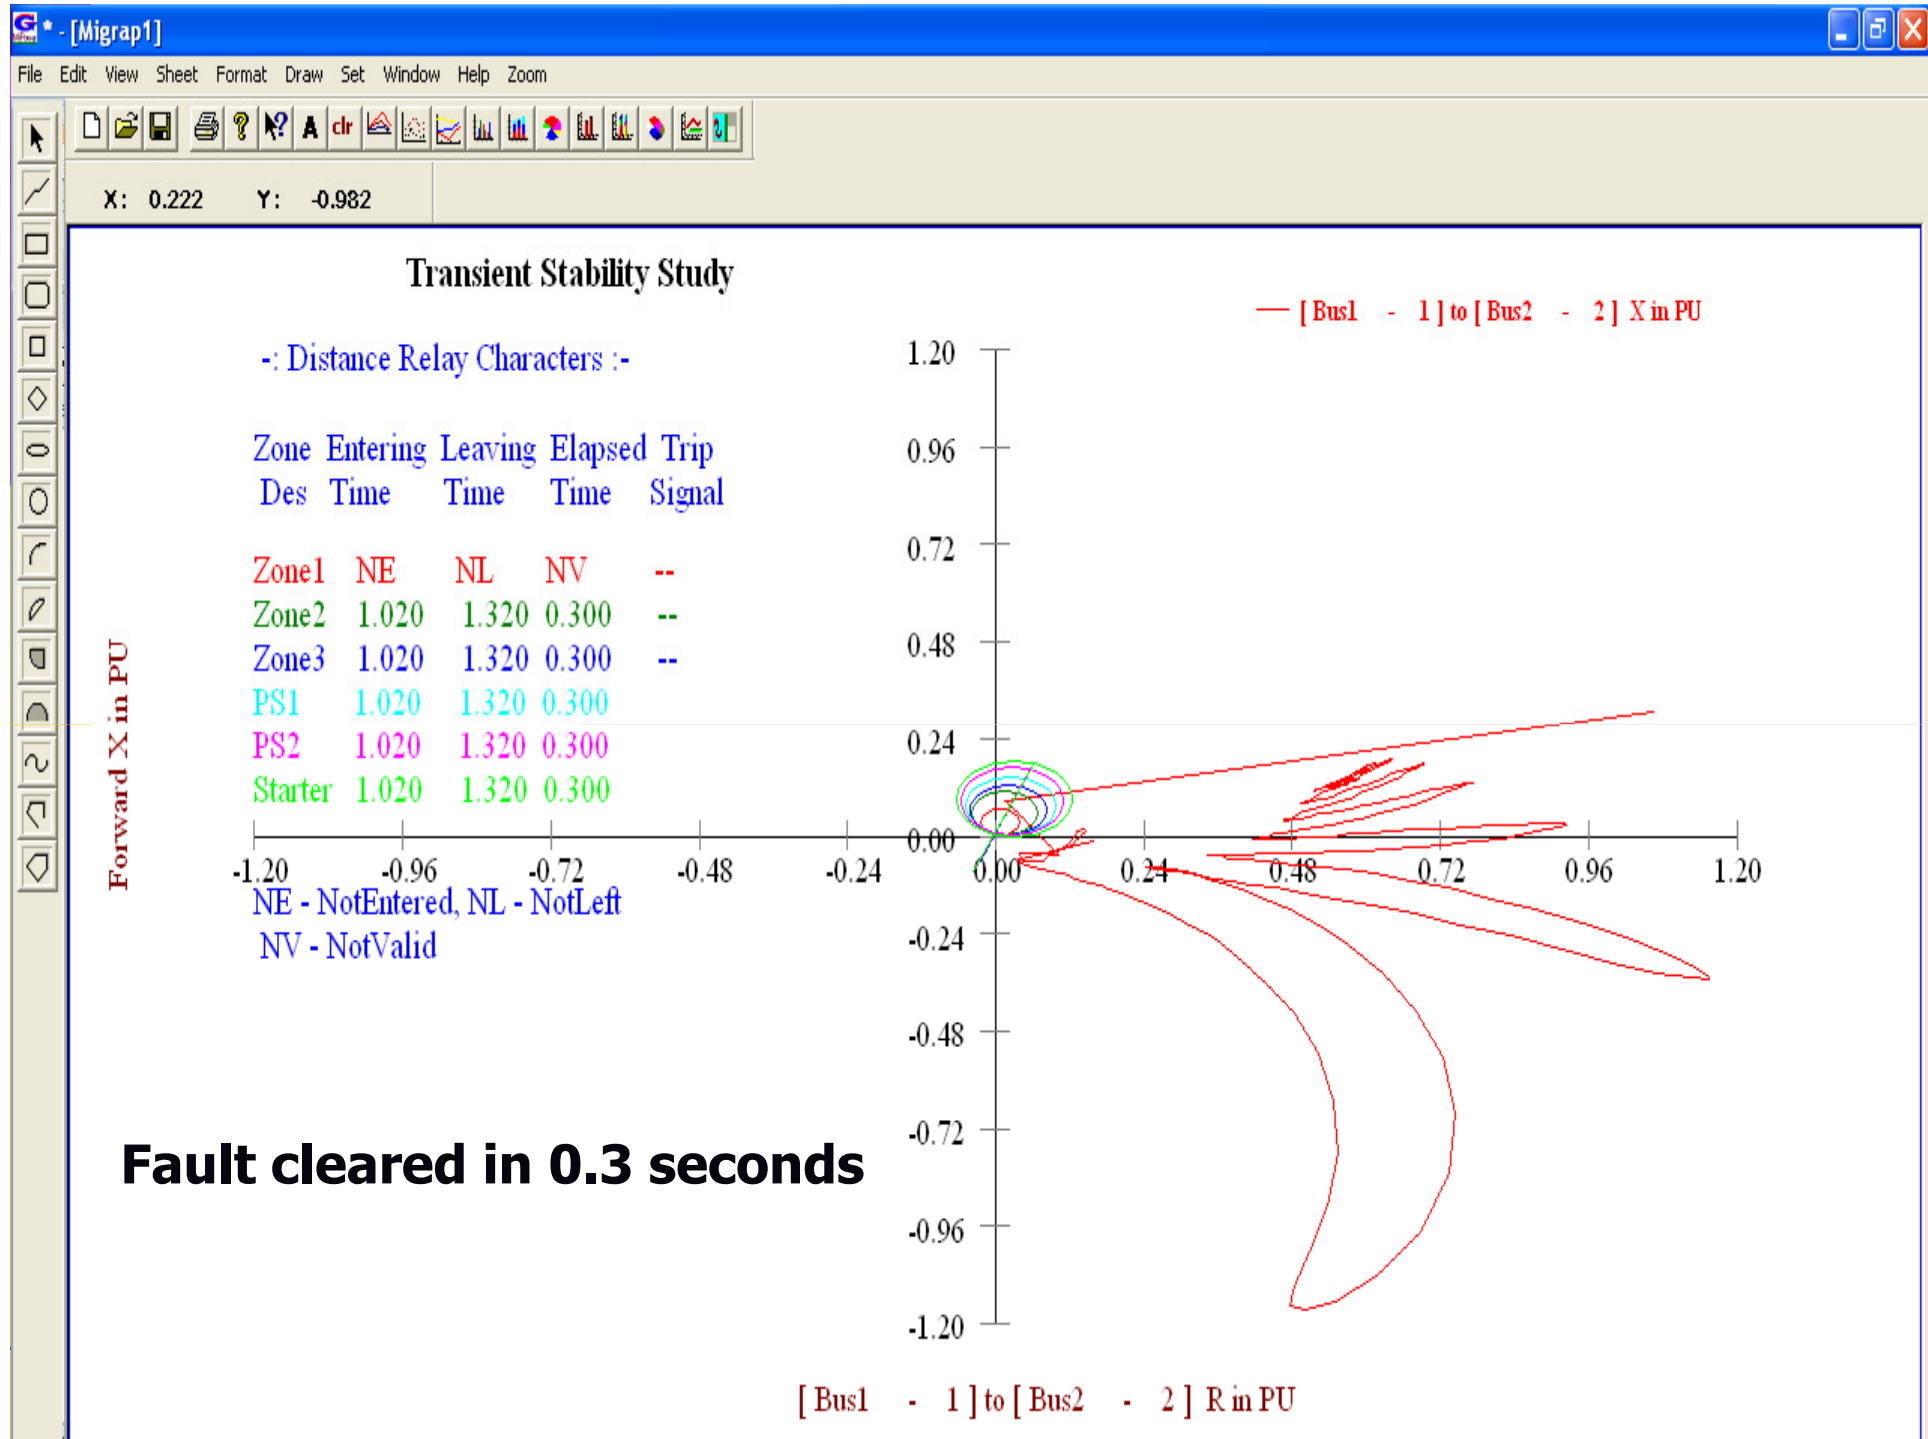 * - [Migrap1]
File Edit View Sheet Format Draw Set Window Help Zoom
A clr
X: 0.222 Y: -0.982
Transient Stability Study
[ Bus1 - 1 ] to [ Bus2 - 2 ] X in PU
-: Distance Relay Characters :-
Zone Entering Leaving Elapsed Trip
Des Time Time Time Signal
Zone1 NE NL NV --
Zone2 1.020 1.320 0.300 --
Zone3 1.020 1.320 0.300 --
PS1 1.020 1.320 0.300
PS2 1.020 1.320 0.300
Starter 1.020 1.320 0.300
NE - NotEntered, NL - NotLeft
NV - NotValid
Forward X in PU
1.20
0.96
0.72
0.48
0.24
0.00
-0.24
-0.48
-0.72
-0.96
-1.20
-1.20 -0.96 -0.72 -0.48 -0.24 0.00 0.24 0.48 0.72 0.96 1.20
Fault cleared in 0.3 seconds
[ Bus1 - 1 ] to [ Bus2 - 2 ] R in PU